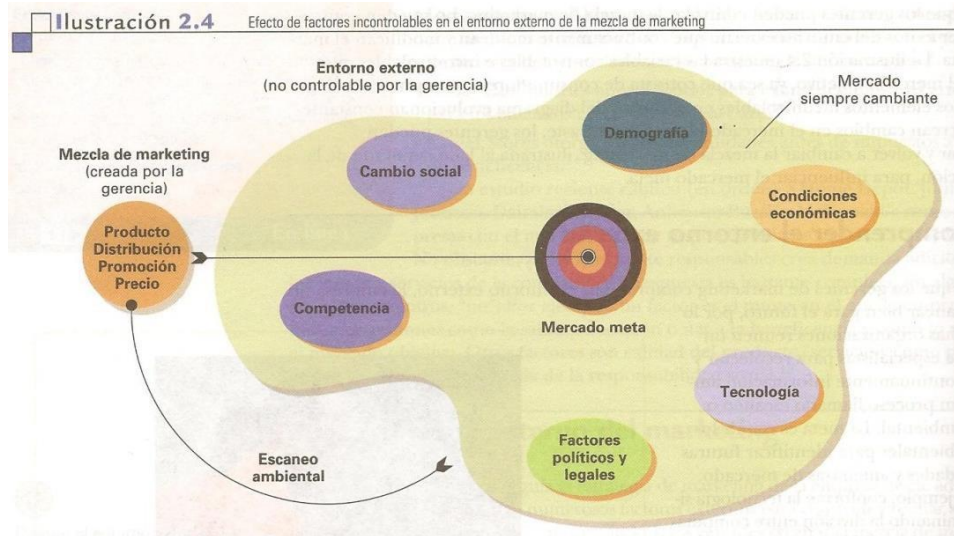 Ilustración 2.4
Efecto de factores incontrolables en el entorno externo de la mezcla de marketing
Entorno externo
(no controlable por la gerencia)
Mercado
siempre cambiante
Demografía
Mezcla de marketing
(creada por la
gerencia)
Cambio social
Condiciones
económicas
Producto
Distribución
Promoción
Precio
Competencia
Mercado meta
Tecnología
Factores
políticos y
legales
Escaneo
ambiental